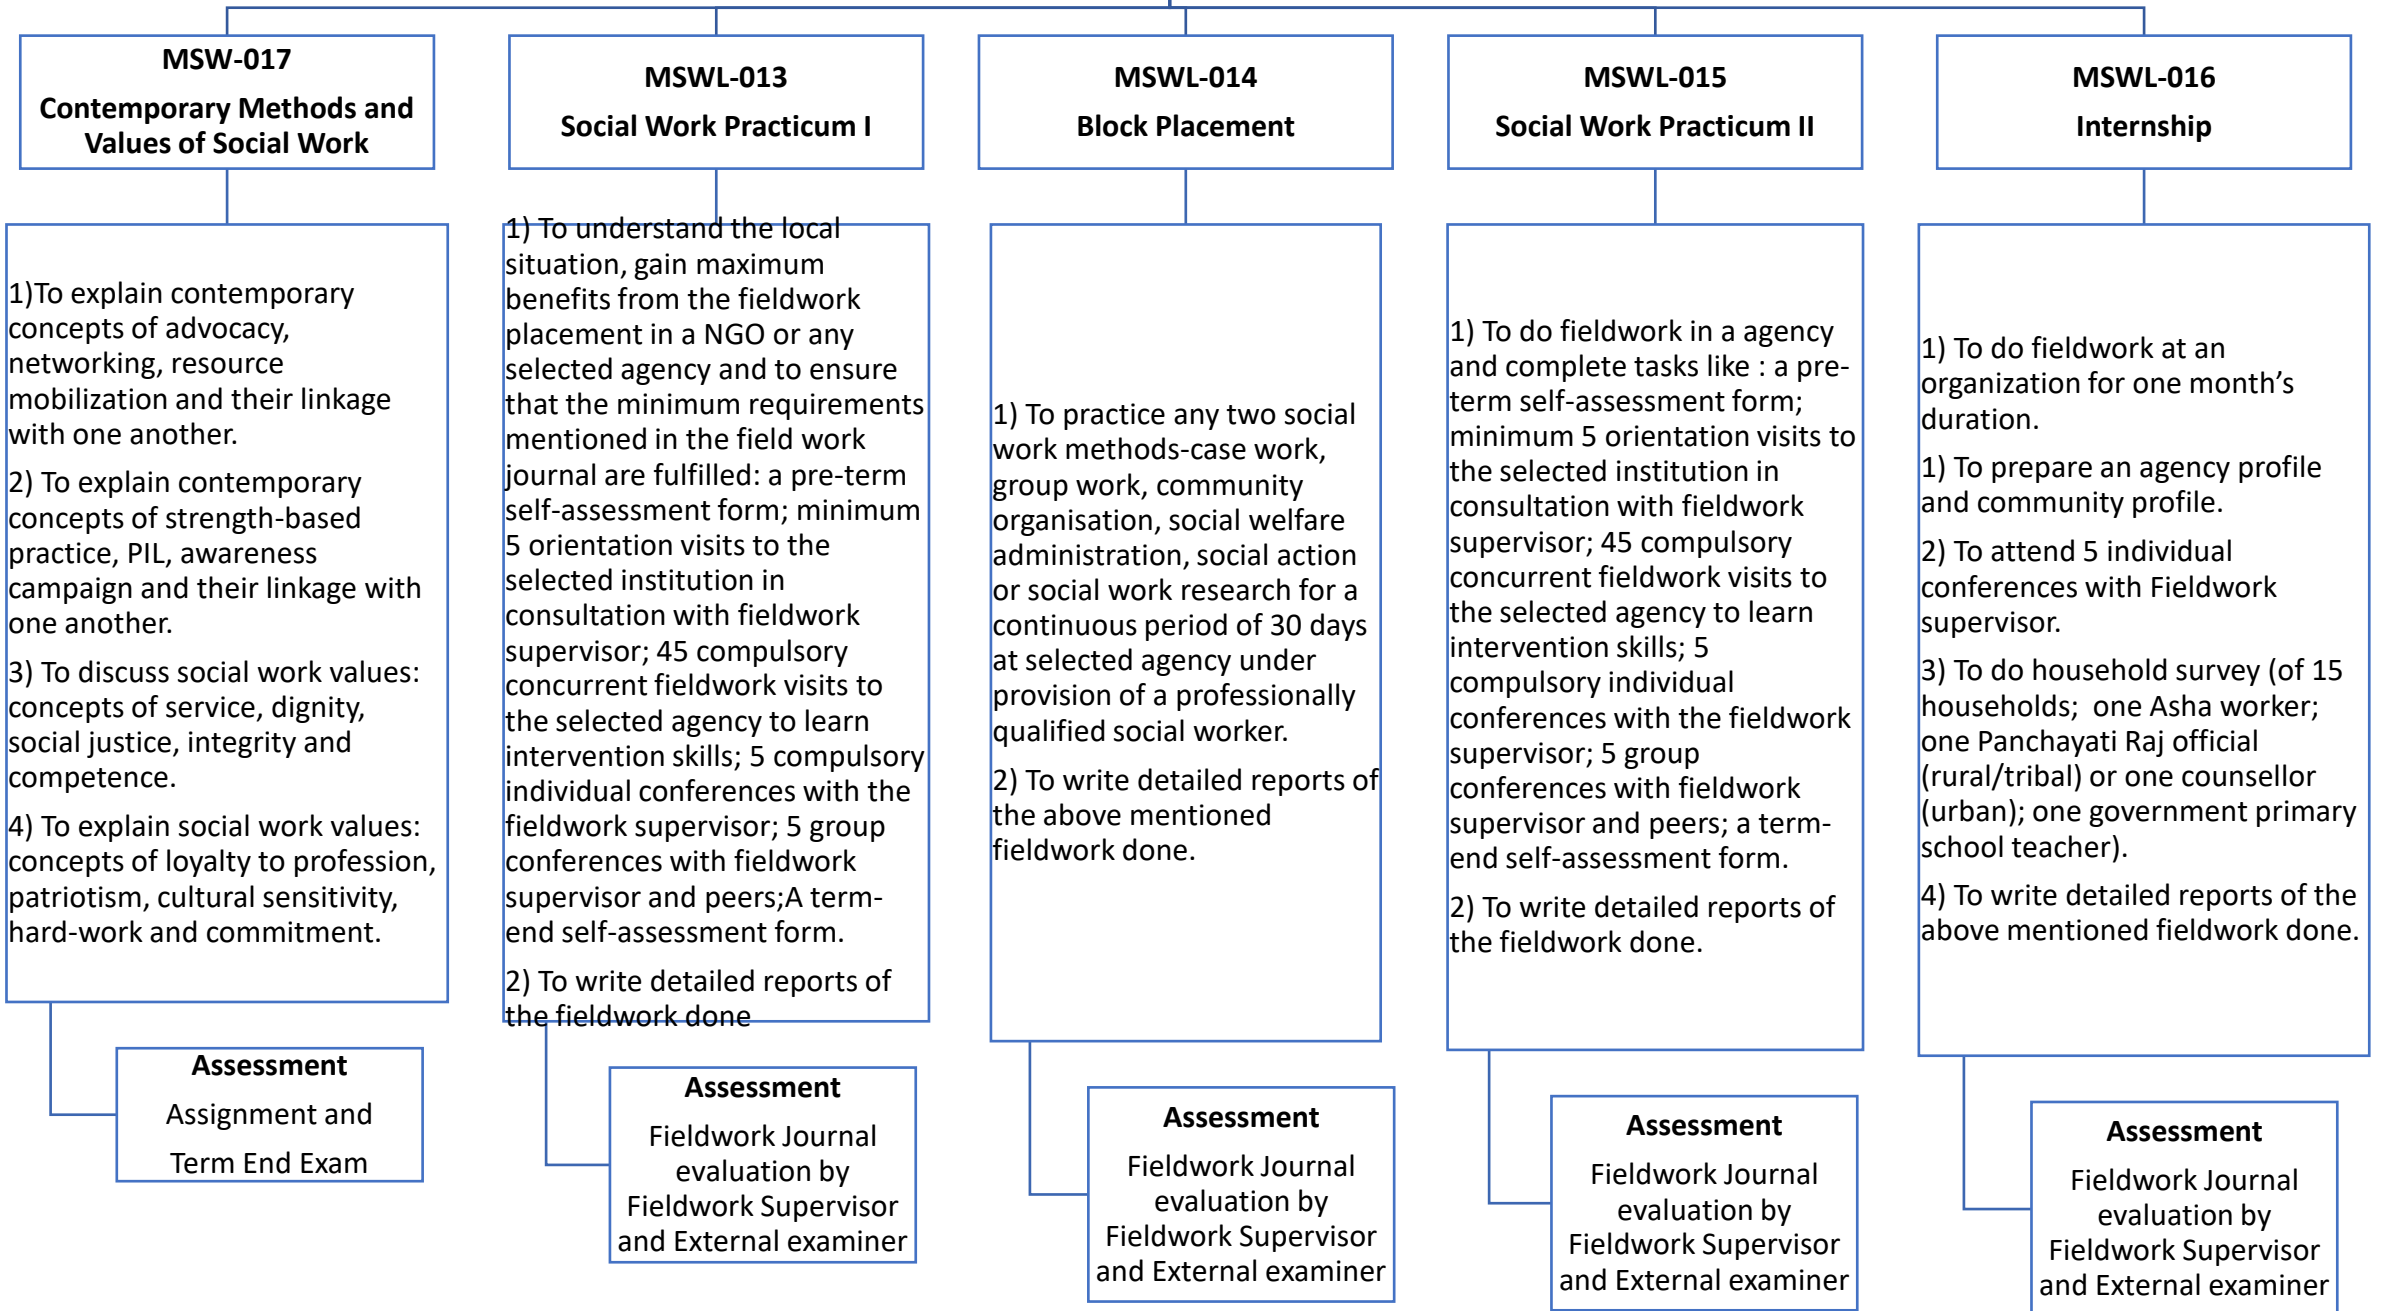 MSW-017
Contemporary Methods and
Values of Social Work
1)To explain contemporary
concepts of advocacy,
networking, resource
mobilization and their linkage
with one another.
2) To explain contemporary
concepts of strength-based
practice, PIL, awareness
campaign and their linkage with
one another.
3) To discuss social work values:
concepts of service, dignity,
social justice, integrity and
competence.
4) To explain social work values:
concepts of loyalty to profession,
patriotism, cultural sensitivity,
hard-work and commitment.
Assessment
Assignment and
Term End Exam
MSWL-013
Social Work Practicum I
1) To understand the local
situation, gain maximum
benefits from the fieldwork
placement in a NGO or any
selected agency and to ensure
that the minimum requirements
mentioned in the field work
journal are fulfilled: a pre-term
self-assessment form; minimum
5 orientation visits to the
selected institution in
consultation with fieldwork
supervisor; 45 compulsory
concurrent fieldwork visits to
the selected agency to learn
intervention skills; 5 compulsory
individual conferences with the
fieldwork supervisor; 5 group
conferences with fieldwork
supervisor and peers;A term-
end self-assessment form.
2) To write detailed reports of
the fieldwork done
Assessment
Fieldwork Journal
evaluation by
Fieldwork Supervisor
and External examiner
MSWL-014
Block Placement
1) To practice any two social
work methods-case work,
group work, community
organisation, social welfare
administration, social action
or social work research for a
continuous period of 30 days
at selected agency under
provision of a professionally
qualified social worker.
2) To write detailed reports of
the above mentioned
fieldwork done.
Assessment
Fieldwork Journal
evaluation by
Fieldwork Supervisor
and External examiner
MSWL-015
Social Work Practicum II
1) To do fieldwork in a agency
and complete tasks like : a pre-
term self-assessment form;
minimum 5 orientation visits to
the selected institution in
consultation with fieldwork
supervisor; 45 compulsory
concurrent fieldwork visits to
the selected agency to learn
intervention skills; 5
compulsory individual
conferences with the fieldwork
supervisor; 5 group
conferences with fieldwork
supervisor and peers; a term-
end self-assessment form.
2) To write detailed reports of
the fieldwork done.
Assessment
Fieldwork Journal
evaluation by
Fieldwork Supervisor
and External examiner
MSWL-016
Internship
1) To do fieldwork at an
organization for one month’s
duration.
1) To prepare an agency profile
and community profile.
2) To attend 5 individual
conferences with Fieldwork
supervisor.
3) To do household survey (of 15
households;  one Asha worker;
one Panchayati Raj official
(rural/tribal) or one counsellor
(urban); one government primary
school teacher).
4) To write detailed reports of the
above mentioned fieldwork done.
Assessment
Fieldwork Journal
evaluation by
Fieldwork Supervisor
and External examiner